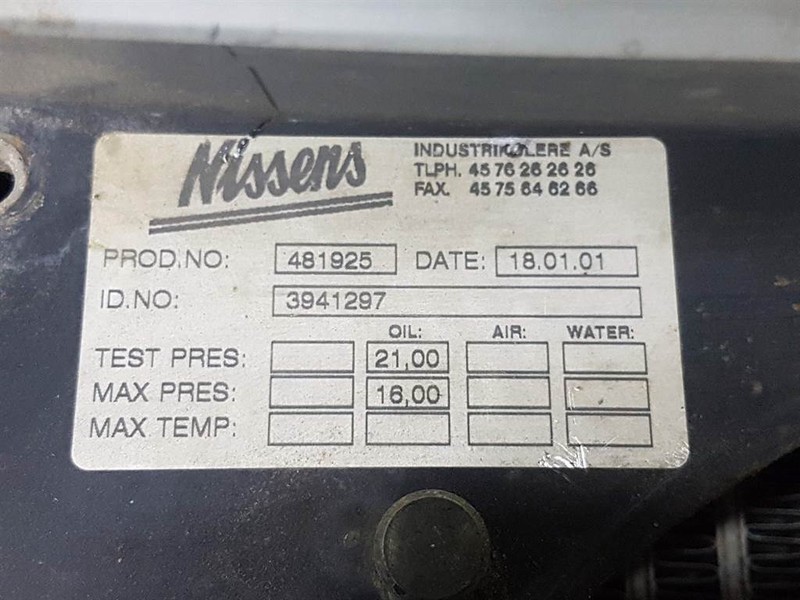 Nissens
INDUSTRIKØLERE A/S
TLPH. 45 76 26 26 26
FAX. 45 75 64 62 66
PROD.NO: 481925 DATE: 18.01.01
ID.NO: 3941297
OIL: AIR: WATER:
TEST PRES: 21,00
MAX PRES: 16,00
MAX TEMP: